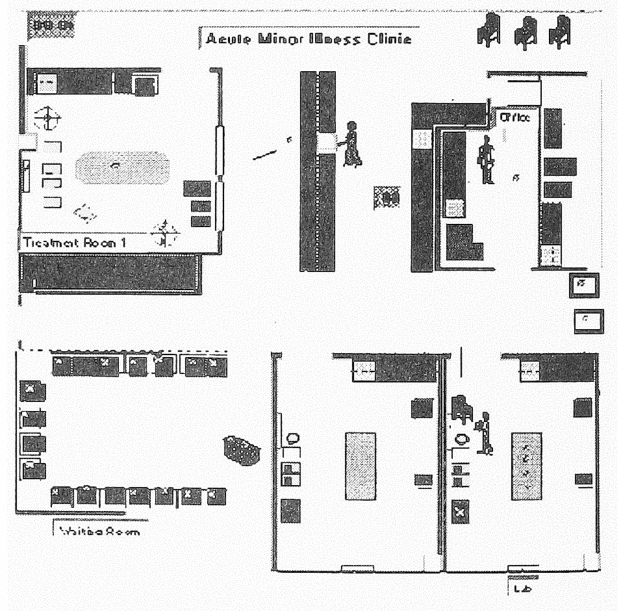 Acute Minor Illness Clinic
Office
Treatment Room 1
Waiting Room
Lab